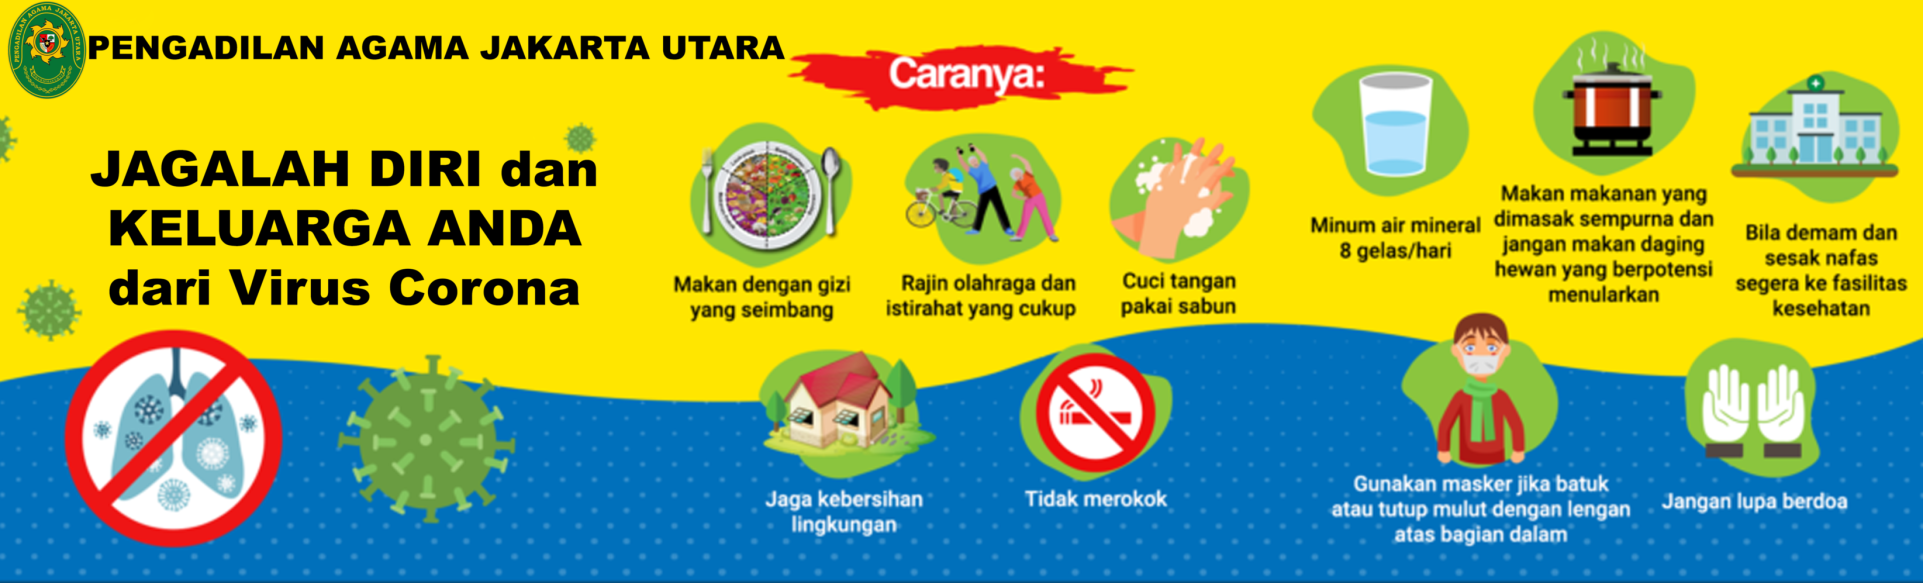 PENGADILAN AGAMA JAKARTA UTARA
JAGALAH DIRI dan
KELUARGA ANDA
dari Virus Corona
Caranya:
Makan dengan gizi
yang seimbang
Rajin olahraga dan
istirahat yang cukup
Cuci tangan
pakai sabun
Minum air mineral
8 gelas/hari
Makan makanan yang
dimasak sempurna dan
jangan makan daging
hewan yang berpotensi
menularkan
Bila demam dan
sesak nafas
segera ke fasilitas
kesehatan
Jaga kebersihan
lingkungan
Tidak merokok
Gunakan masker jika batuk
atau tutup mulut dengan lengan
atas bagian dalam
Jangan lupa berdoa